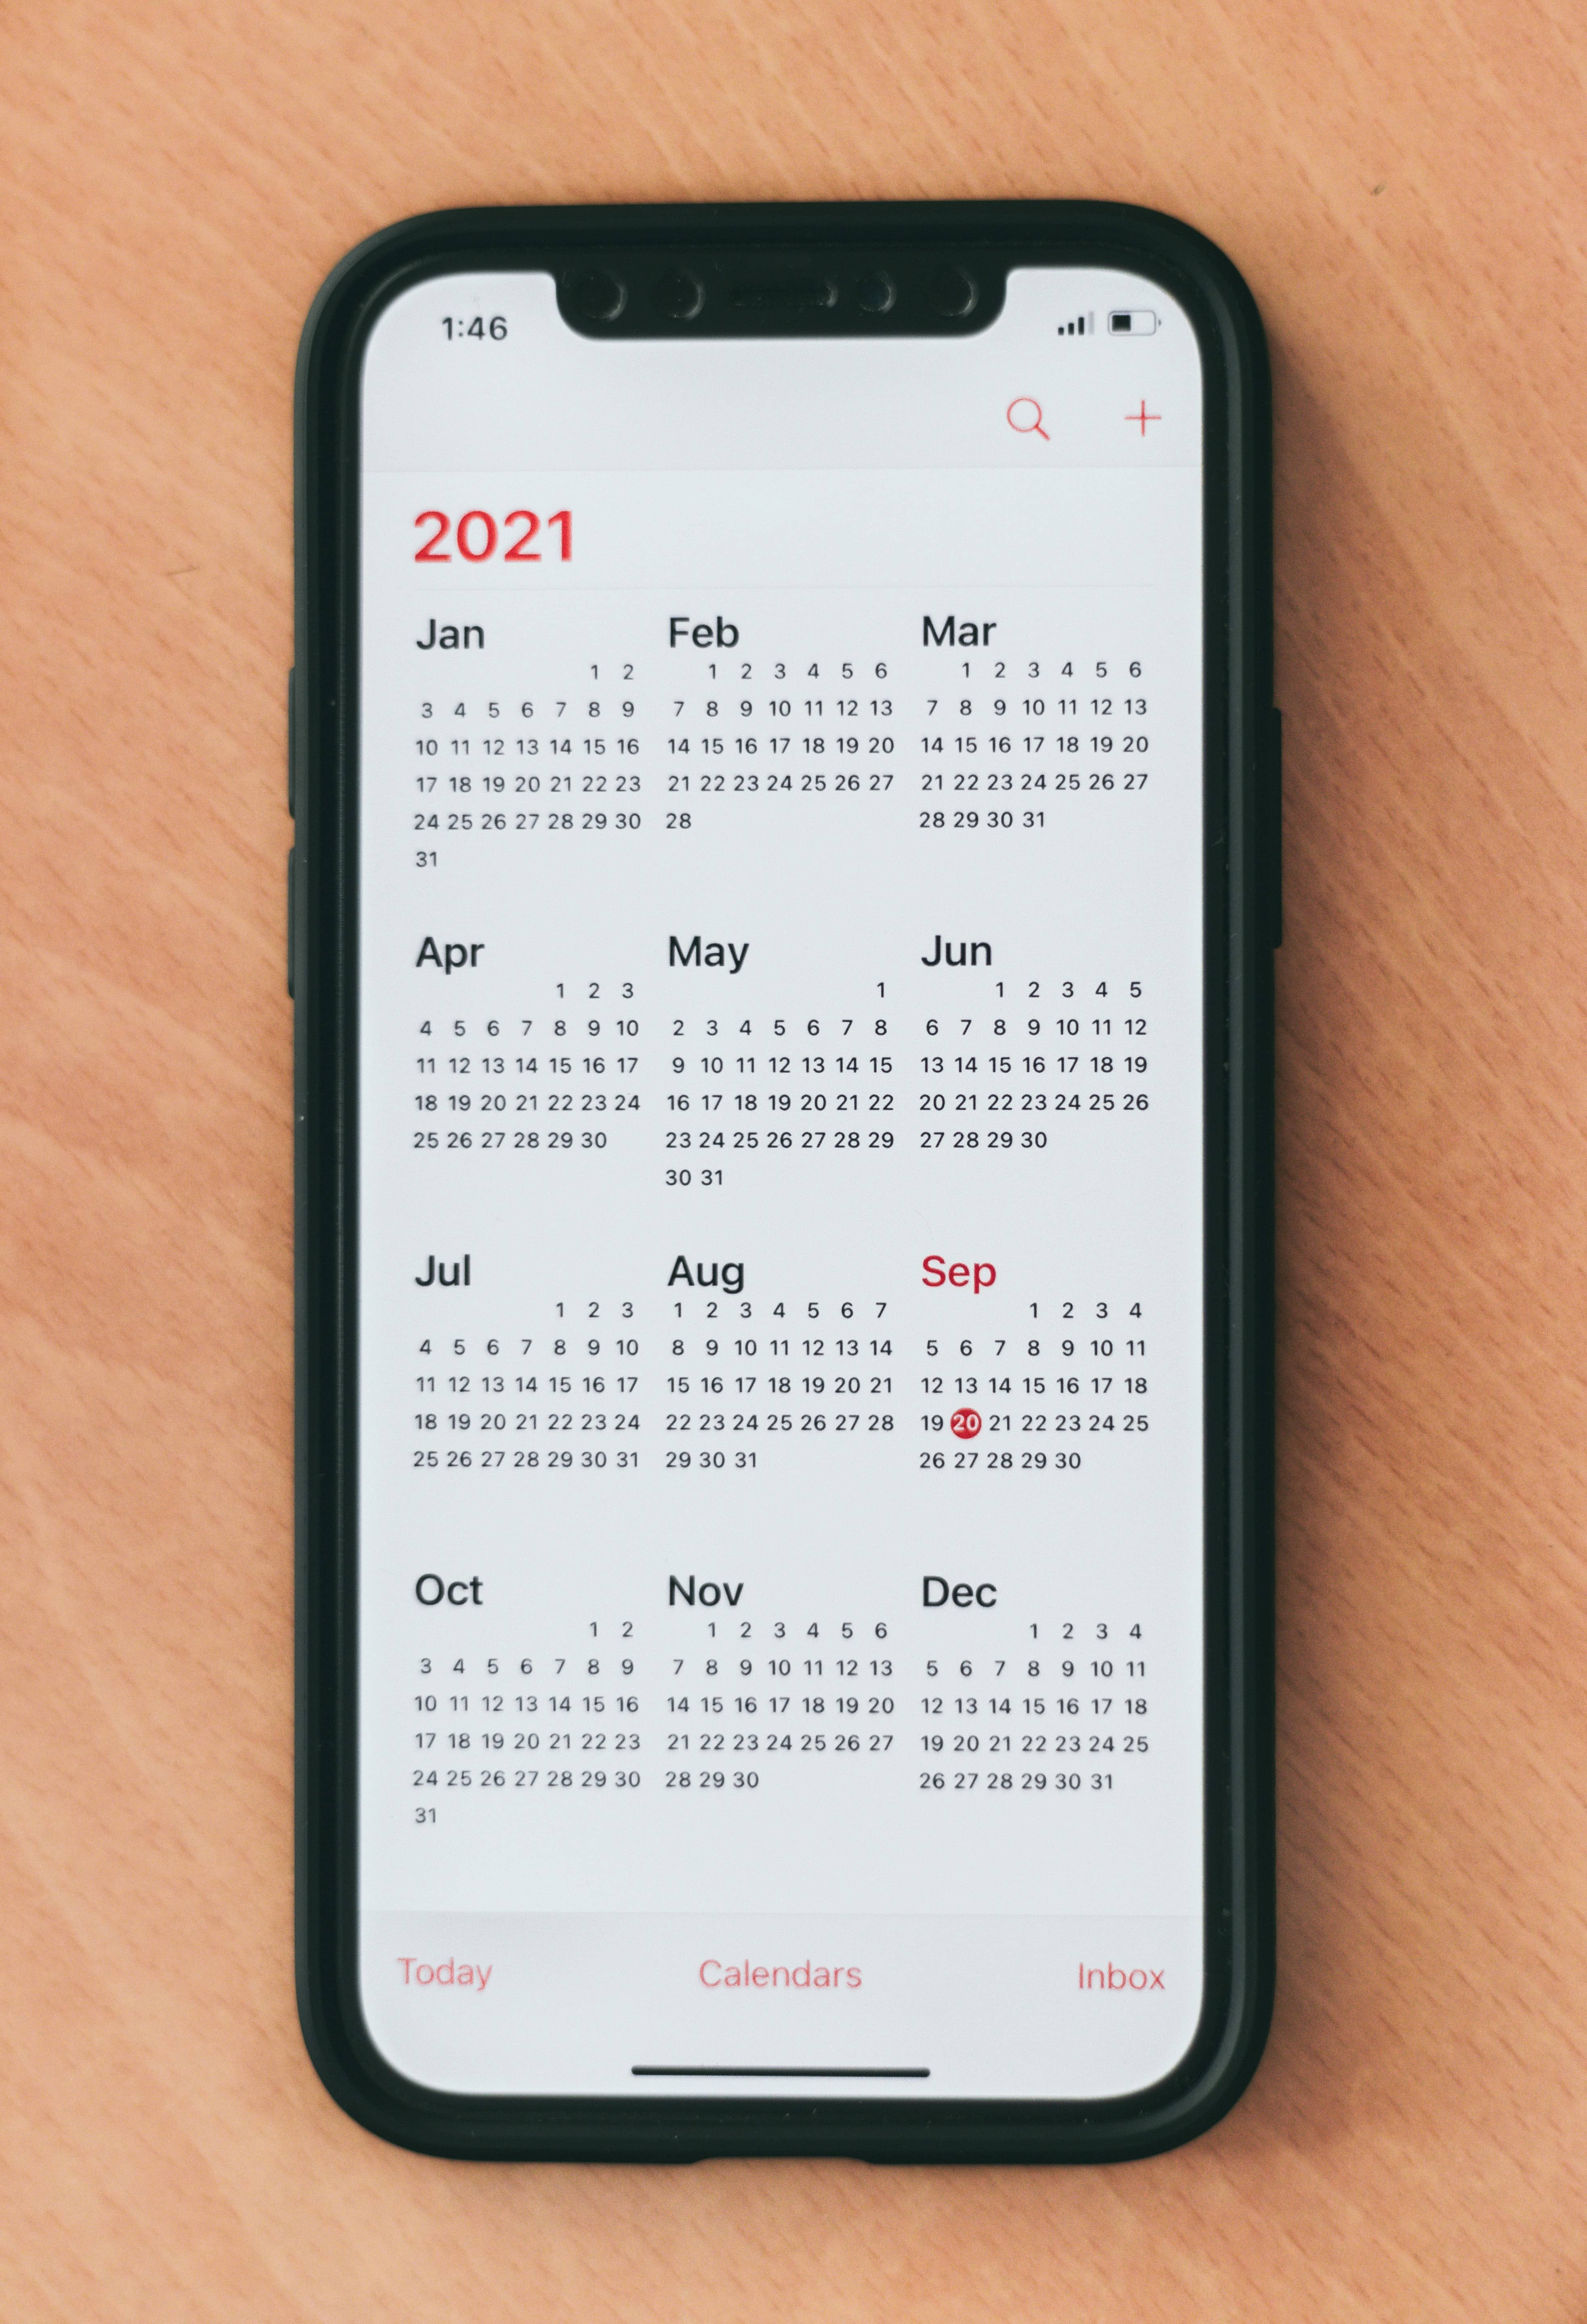 1:46
2021
Jan Feb Mar
1 2 1 2 3 4 5 6 1 2 3 4 5 6
3 4 5 6 7 8 9 7 8 9 10 11 12 13 7 8 9 10 11 12 13
10 11 12 13 14 15 16 14 15 16 17 18 19 20 14 15 16 17 18 19 20
17 18 19 20 21 22 23 21 22 23 24 25 26 27 21 22 23 24 25 26 27
24 25 26 27 28 29 30 28 28 29 30 31
31
Apr May Jun
1 2 3 1 1 2 3 4 5
4 5 6 7 8 9 10 2 3 4 5 6 7 8 6 7 8 9 10 11 12
11 12 13 14 15 16 17 9 10 11 12 13 14 15 13 14 15 16 17 18 19
18 19 20 21 22 23 24 16 17 18 19 20 21 22 20 21 22 23 24 25 26
25 26 27 28 29 30 23 24 25 26 27 28 29 27 28 29 30
30 31
Jul Aug Sep
1 2 3 1 2 3 4 5 6 7 1 2 3 4
4 5 6 7 8 9 10 8 9 10 11 12 13 14 5 6 7 8 9 10 11
11 12 13 14 15 16 17 15 16 17 18 19 20 21 12 13 14 15 16 17 18
18 19 20 21 22 23 24 22 23 24 25 26 27 28 19 20 21 22 23 24 25
25 26 27 28 29 30 31 29 30 31 26 27 28 29 30
Oct Nov Dec
1 2 1 2 3 4 5 6 1 2 3 4
3 4 5 6 7 8 9 7 8 9 10 11 12 13 5 6 7 8 9 10 11
10 11 12 13 14 15 16 14 15 16 17 18 19 20 12 13 14 15 16 17 18
17 18 19 20 21 22 23 21 22 23 24 25 26 27 19 20 21 22 23 24 25
24 25 26 27 28 29 30 28 29 30 26 27 28 29 30 31
31
Today Calendars Inbox